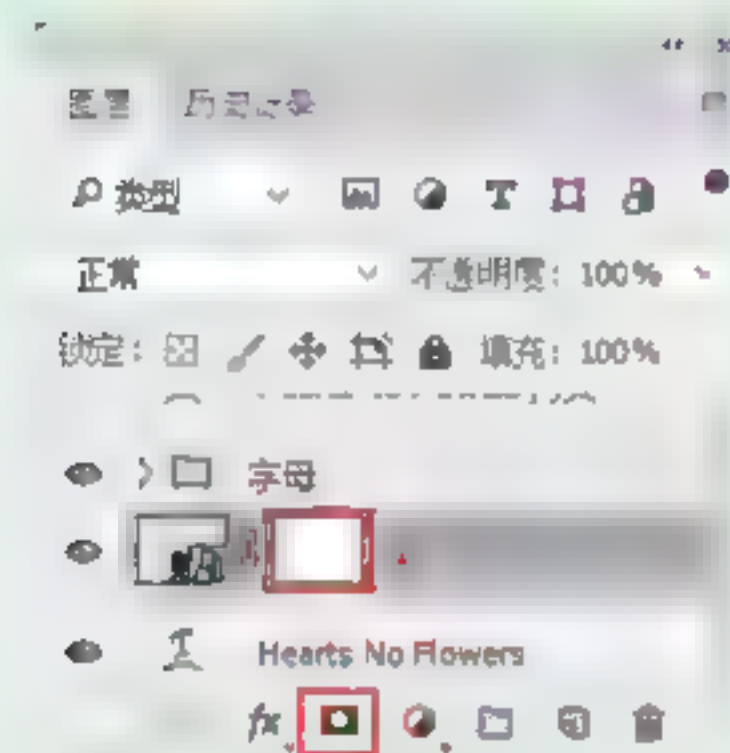 图层 历史记录
类型
正常 不透明度: 100%
锁定: 填充: 100%
字母
Hearts No Flowers
fx